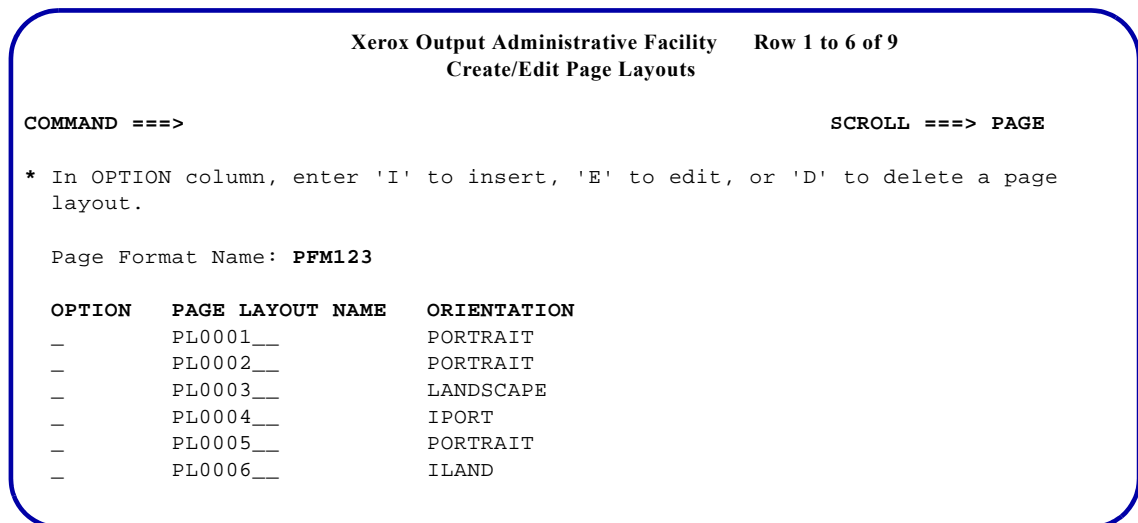 Xerox Output Administrative Facility Row 1 to 6 of 9
Create/Edit Page Layouts
COMMAND ===> SCROLL ===> PAGE
* In OPTION column, enter 'I' to insert, 'E' to edit, or 'D' to delete a page
layout.
Page Format Name: PFM123
OPTION PAGE LAYOUT NAME ORIENTATION
_ PL0001__ PORTRAIT
_ PL0002__ PORTRAIT
_ PL0003__ LANDSCAPE
_ PL0004__ IPORT
_ PL0005__ PORTRAIT
_ PL0006__ ILAND